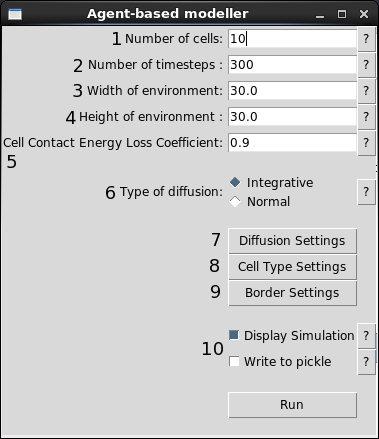 Agent-based modeller
1 Number of cells: 10 ?
2 Number of timesteps : 300 ?
3 Width of environment: 30.0 ?
4 Height of environment : 30.0 ?
Cell Contact Energy Loss Coefficient: 0.9 ?
5
6 Type of diffusion: Integrative ?
Normal
7 Diffusion Settings
8 Cell Type Settings
9 Border Settings
Display Simulation ?
10
Write to pickle ?
Run